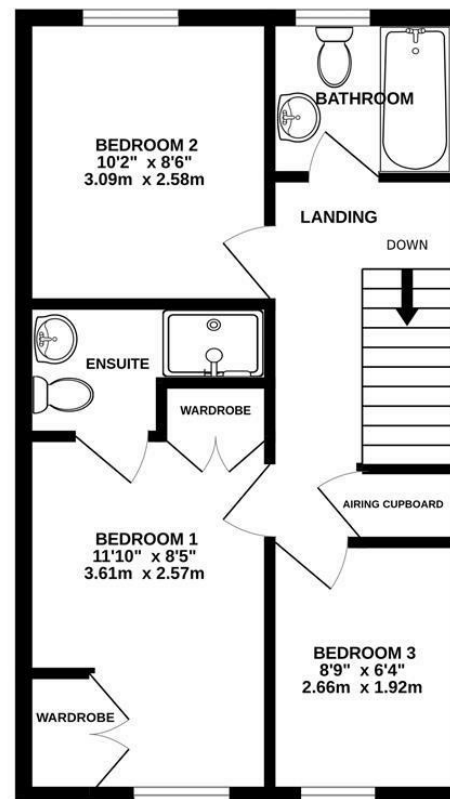 BEDROOM 2
10'2" x 8'6"
3.09m x 2.58m
BATHROOM
LANDING
DOWN
ENSUITE
WARDROBE
AIRING CUPBOARD
BEDROOM 1
11'10" x 8'5"
3.61m x 2.57m
BEDROOM 3
8'9" x 6'4"
2.66m x 1.92m
WARDROBE